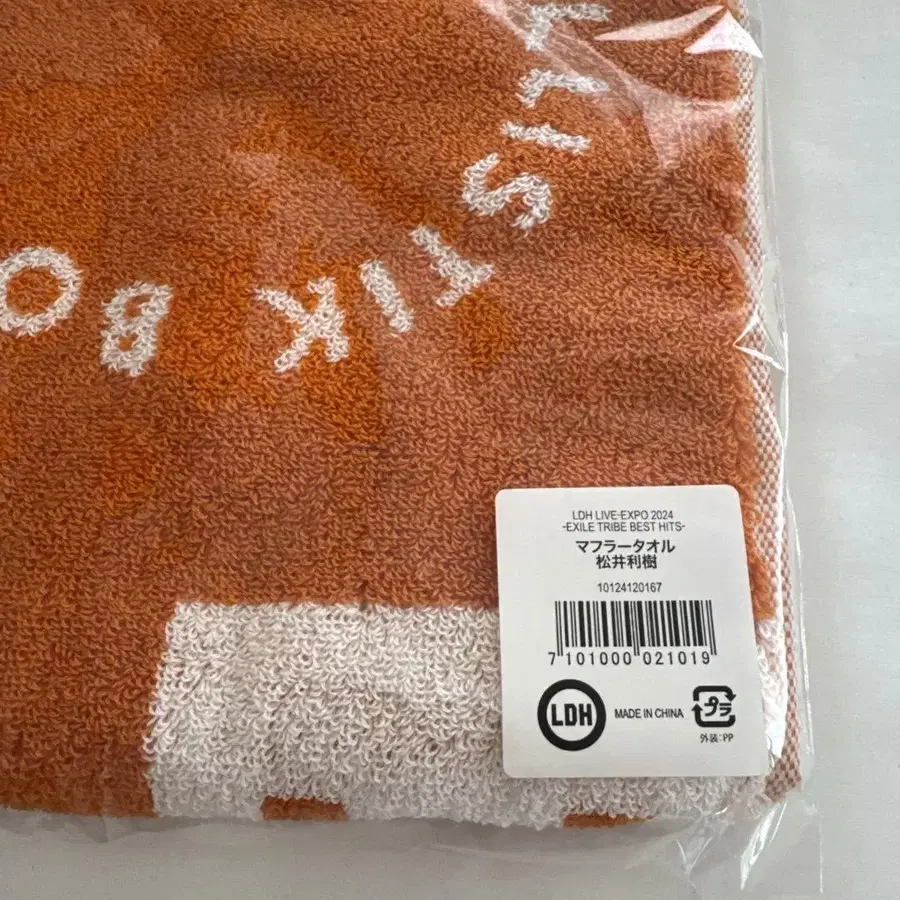 LLISTIK BO
LDH LIVE-EXPO 2024
-EXILE TRIBE BEST HITS-
マフラータオル
松井利樹
10124120167
7 101000 021019
LDH
MADE IN CHINA
プラ
外装:PP